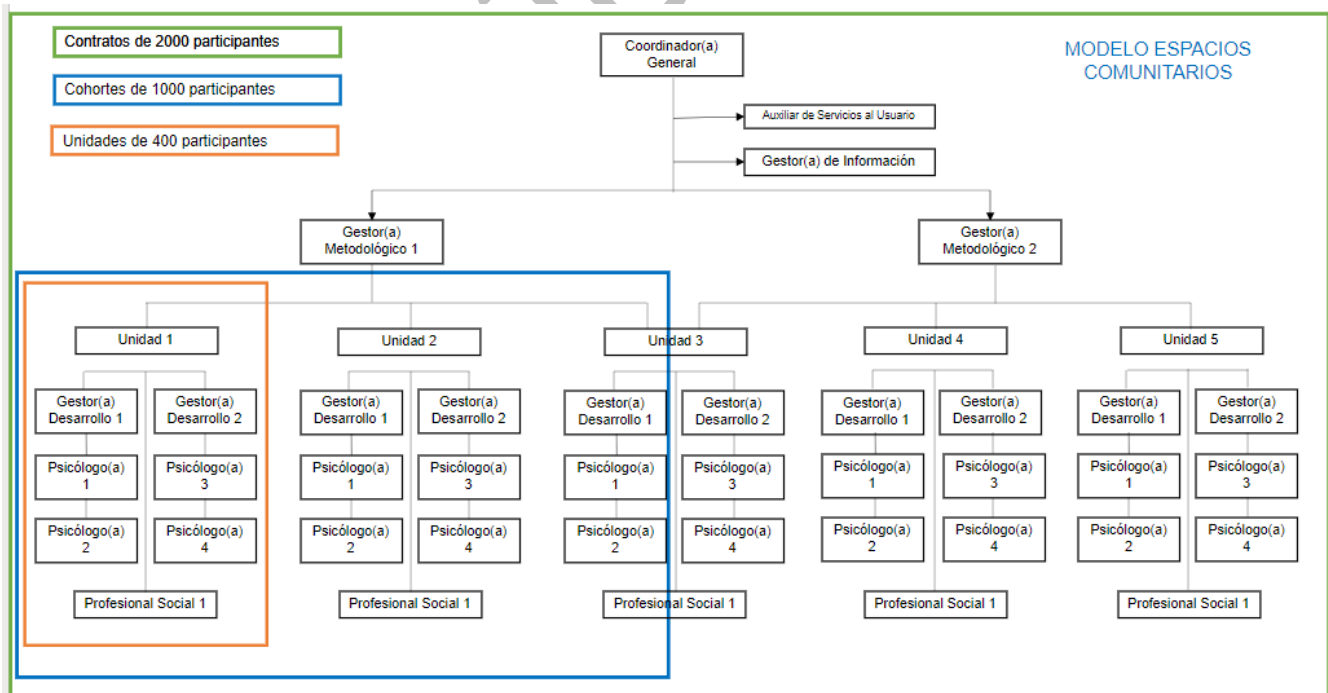 Contratos de 2000 participantes
Cohortes de 1000 participantes
Unidades de 400 participantes
Coordinador(a)
General
MODELO ESPACIOS
COMUNITARIOS
Auxiliar de Servicios al Usuario
Gestor(a) de Información
Gestor(a)
Metodológico 1
Gestor(a)
Metodológico 2
Unidad 1
Unidad 2
Unidad 3
Unidad 4
Unidad 5
Gestor(a)
Desarrollo 1
Gestor(a)
Desarrollo 2
Gestor(a)
Desarrollo 1
Gestor(a)
Desarrollo 2
Gestor(a)
Desarrollo 1
Gestor(a)
Desarrollo 2
Gestor(a)
Desarrollo 1
Gestor(a)
Desarrollo 2
Gestor(a)
Desarrollo 1
Gestor(a)
Desarrollo 2
Psicólogo(a)
1
Psicólogo(a)
3
Psicólogo(a)
1
Psicólogo(a)
3
Psicólogo(a)
1
Psicólogo(a)
3
Psicólogo(a)
1
Psicólogo(a)
3
Psicólogo(a)
1
Psicólogo(a)
3
Psicólogo(a)
2
Psicólogo(a)
4
Psicólogo(a)
2
Psicólogo(a)
4
Psicólogo(a)
2
Psicólogo(a)
4
Psicólogo(a)
2
Psicólogo(a)
4
Psicólogo(a)
2
Psicólogo(a)
4
Profesional Social 1
Profesional Social 1
Profesional Social 1
Profesional Social 1
Profesional Social 1